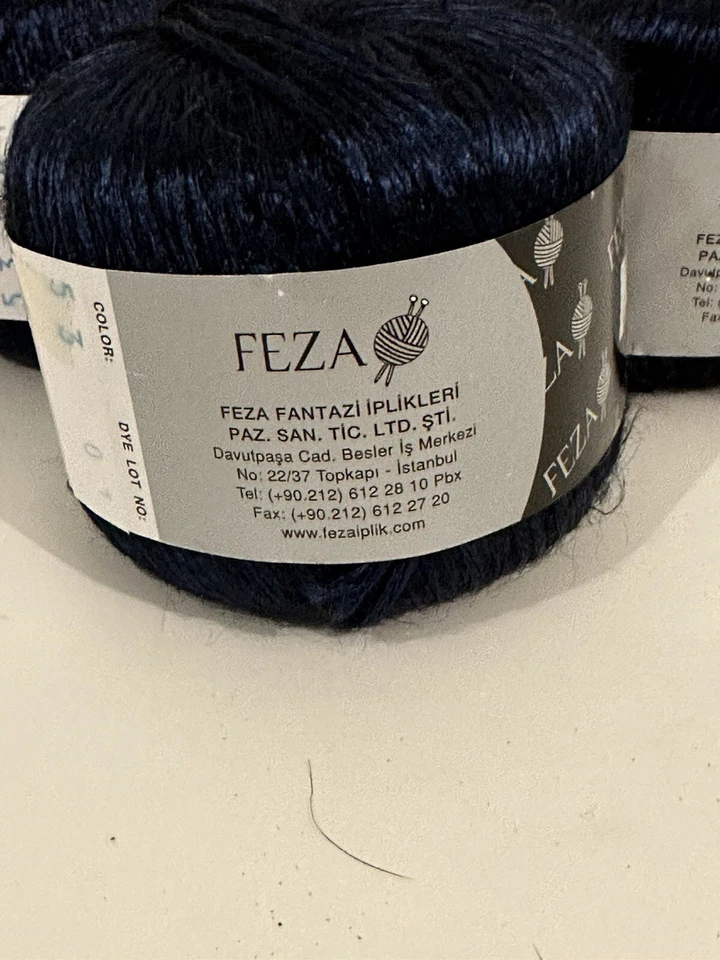 FEZA
FEZA FANTAZİ İPLİKLERİ
PAZ. SAN. TİC. LTD. ŞTİ.
Davutpaşa Cad. Besler İş Merkezi
No: 22/37 Topkapı - İstanbul
Tel: (+90.212) 612 28 10 Pbx
Fax: (+90.212) 612 27 20
www.fezaiplik.com
COLOR: 53
DYE LOT NO:
FEZA